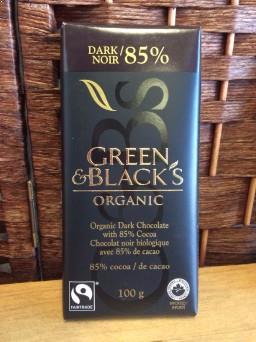 DARK/
NOIR 85%
GREEN
& BLACK'S
ORGANIC
Organic Dark Chocolate
with 85% Cocoa
Chocolat noir biologique
avec 85% de cacao
85% cocoa / de cacao
FAIRTRADE
100 g